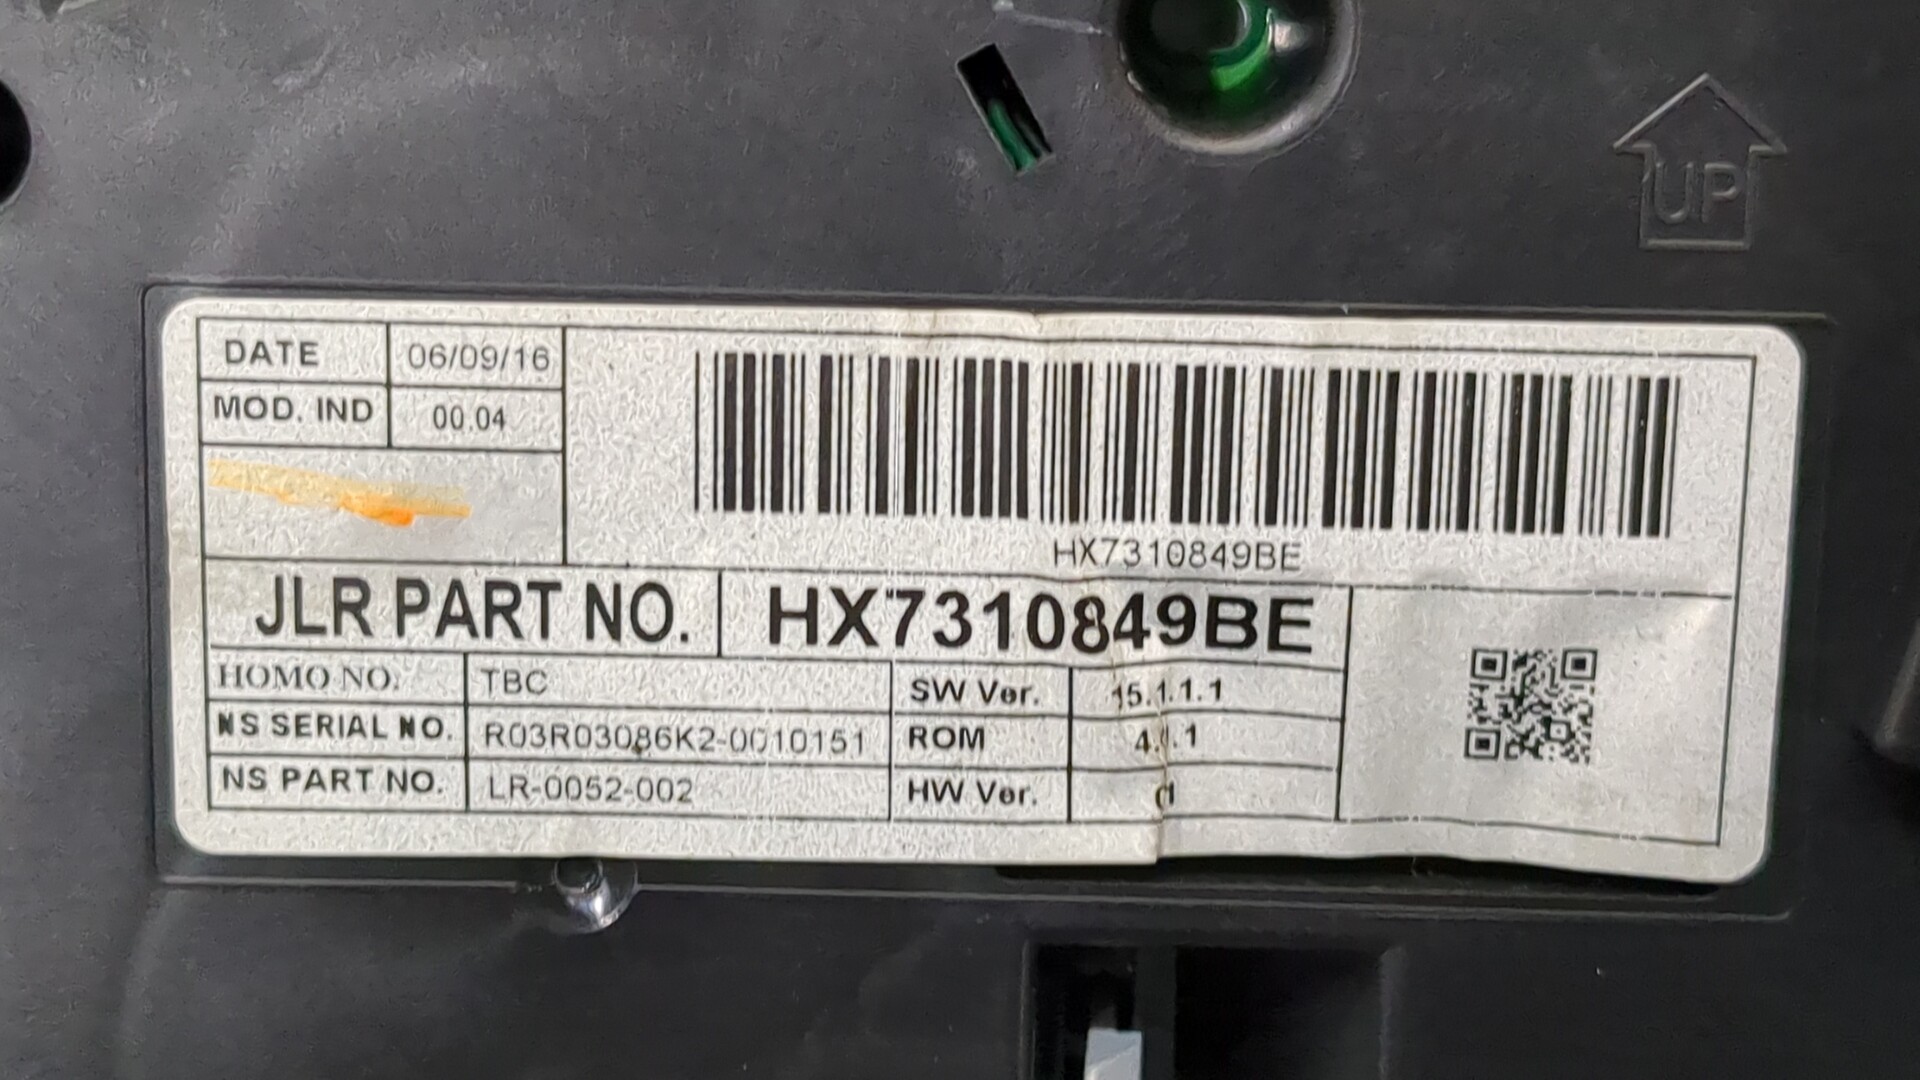 UP
DATE 06/09/16
MOD. IND 00.04
HX7310849BE
JLR PART NO. HX7310849BE
HOMO NO. TBC
SW Ver. 15.1.1.1
NS SERIAL NO. R03R03086K2-0010151
ROM
NS PART NO. LR-0052-002
HW Ver.